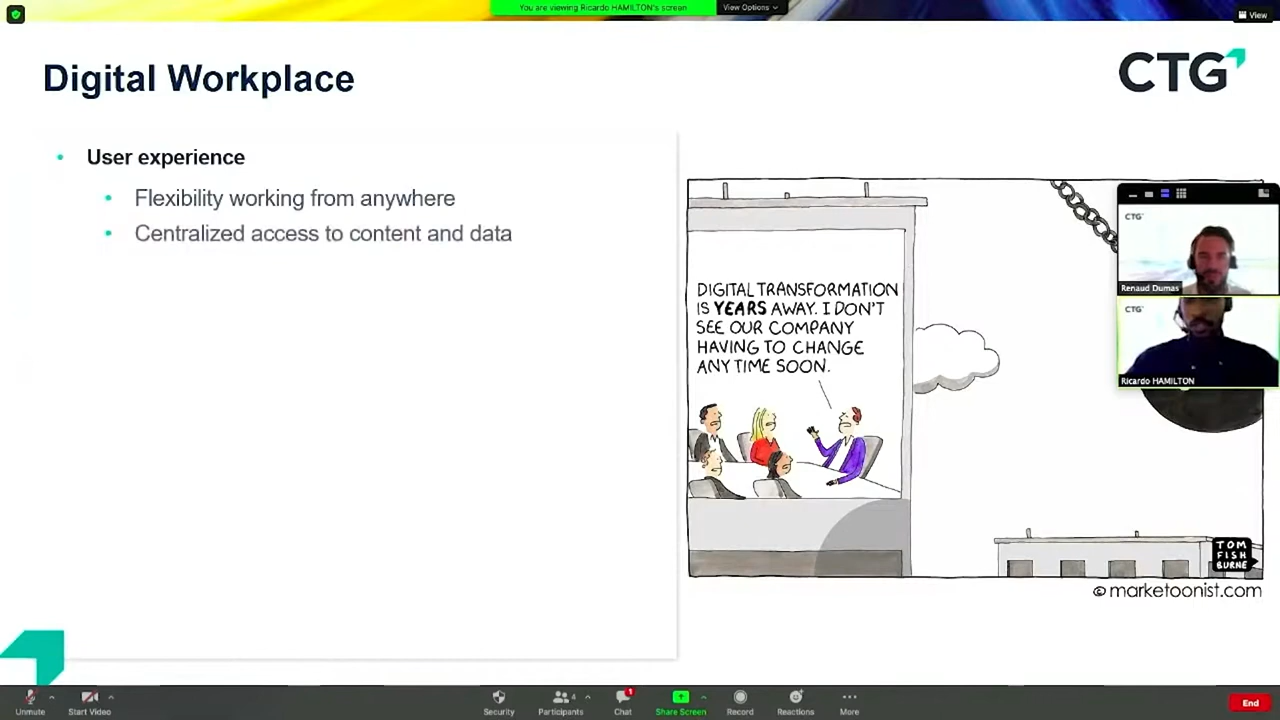 You are viewing Ricardo HAMILTON's screen
View Options
View
Digital Workplace
CTG
• User experience
• Flexibility working from anywhere
• Centralized access to content and data
DIGITAL TRANSFORMATION
IS YEARS AWAY. I DON'T
SEE OUR COMPANY
HAVING TO CHANGE
ANY TIME SOON.
CTG
Renaud Dumas
CTG
Ricardo HAMILTON
TOM
FISH
BURNE
© marketoonist.com
Unmute
Start Video
Security
Participants
4
Chat
1
Share Screen
Record
Reactions
More
End